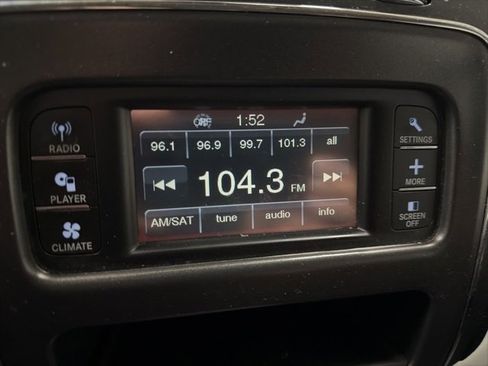 1:52
RADIO
96.1 96.9 99.7 101.3 all
SETTINGS
PLAYER
104.3 FM
MORE
AM/SAT tune audio info
CLIMATE
SCREEN
OFF